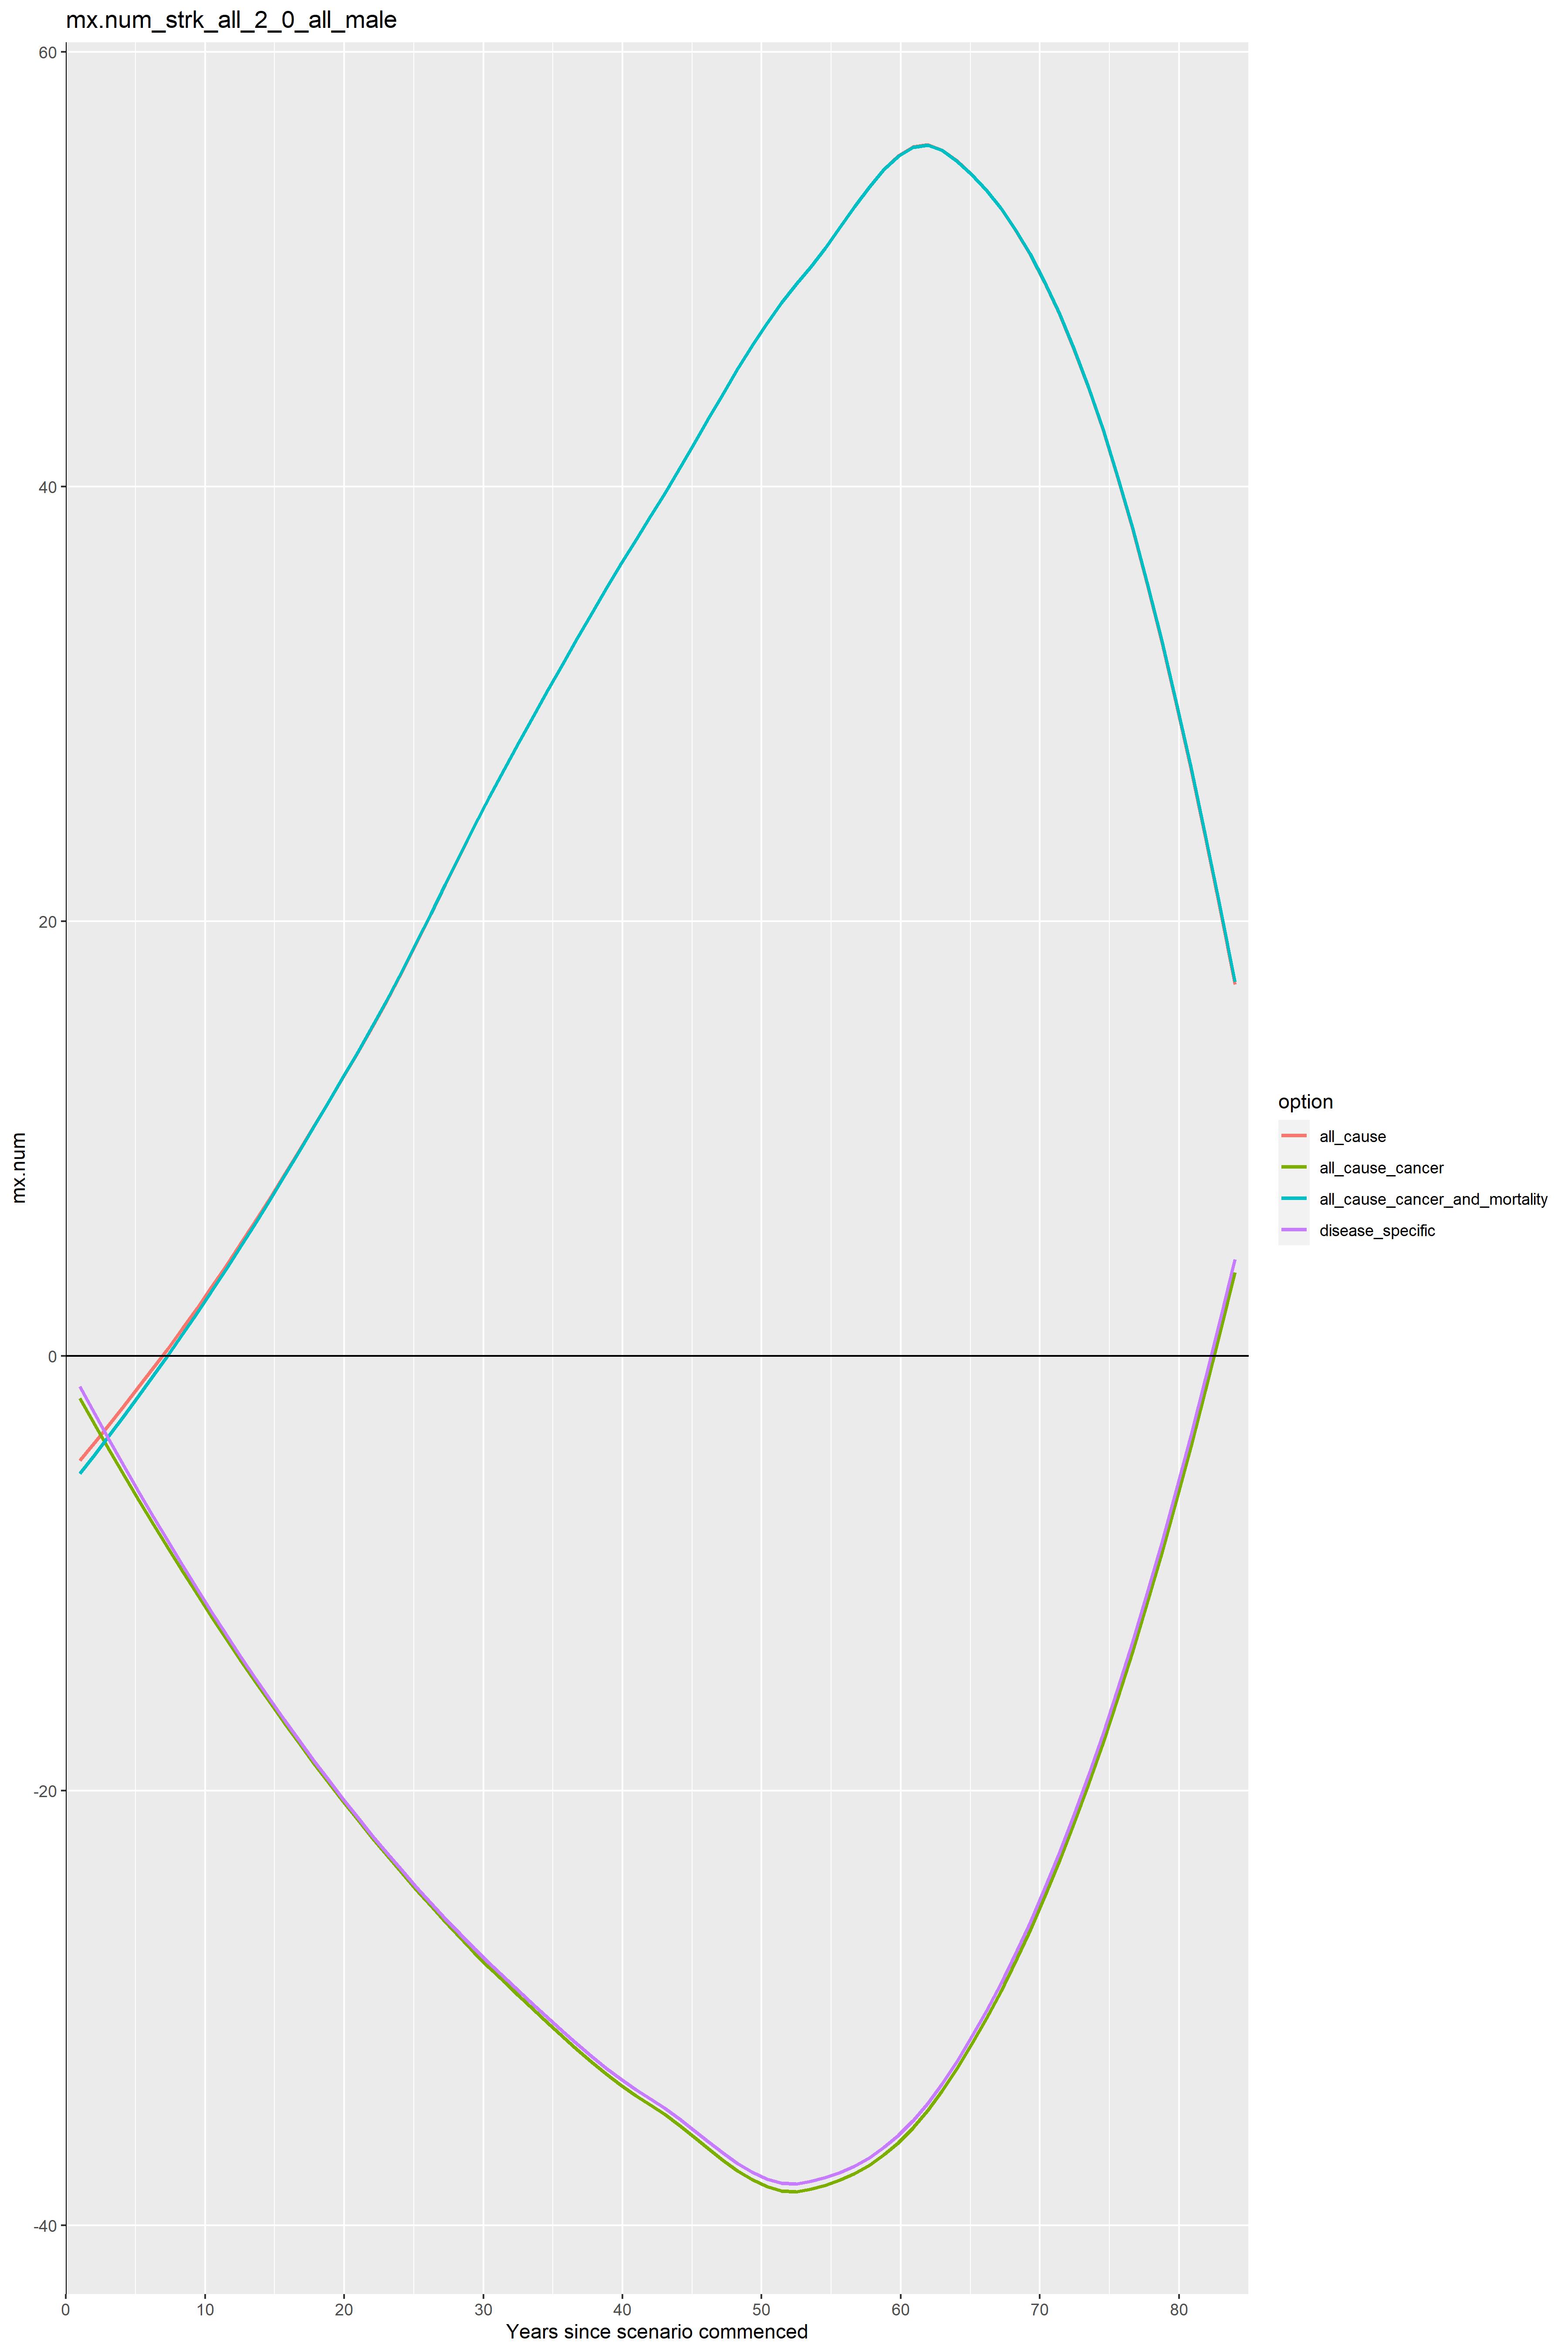 mx.num_strk_all_2_0_all_male
60
40
20
0
-20
-40
mx.num
0 10 20 30 40 50 60 70 80
Years since scenario commenced
option
all_cause
all_cause_cancer
all_cause_cancer_and_mortality
disease_specific